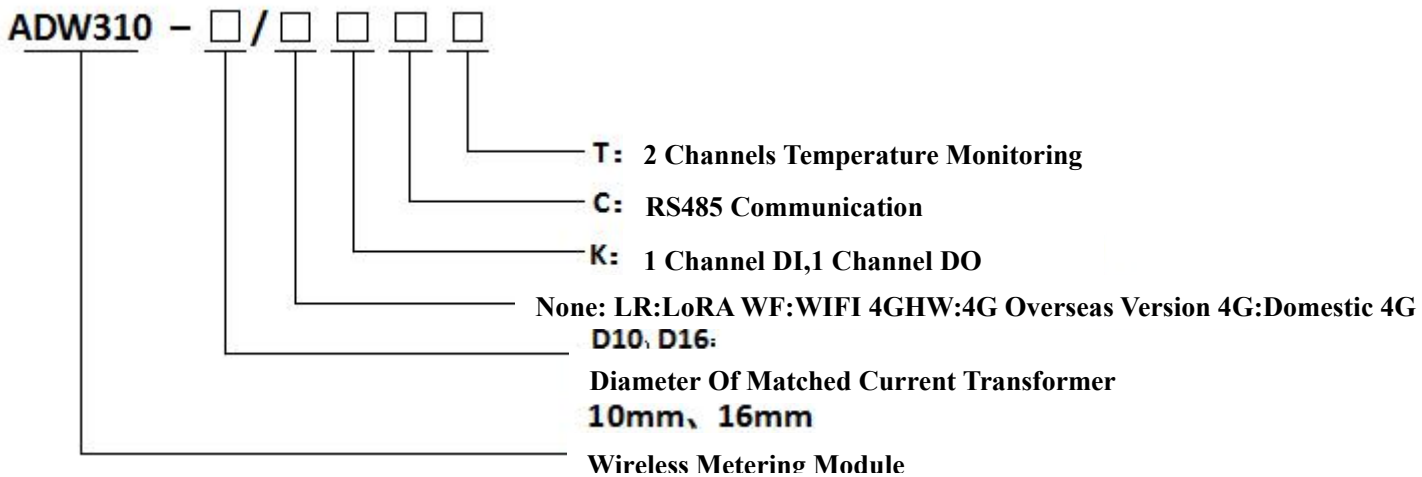 ADW310 – □/□ □ □ □
T: 2 Channels Temperature Monitoring
C: RS485 Communication
K: 1 Channel DI,1 Channel DO
None: LR:LoRA WF:WIFI 4GHW:4G Overseas Version 4G:Domestic 4G
D10、D16:
Diameter Of Matched Current Transformer
10mm、16mm
Wireless Metering Module